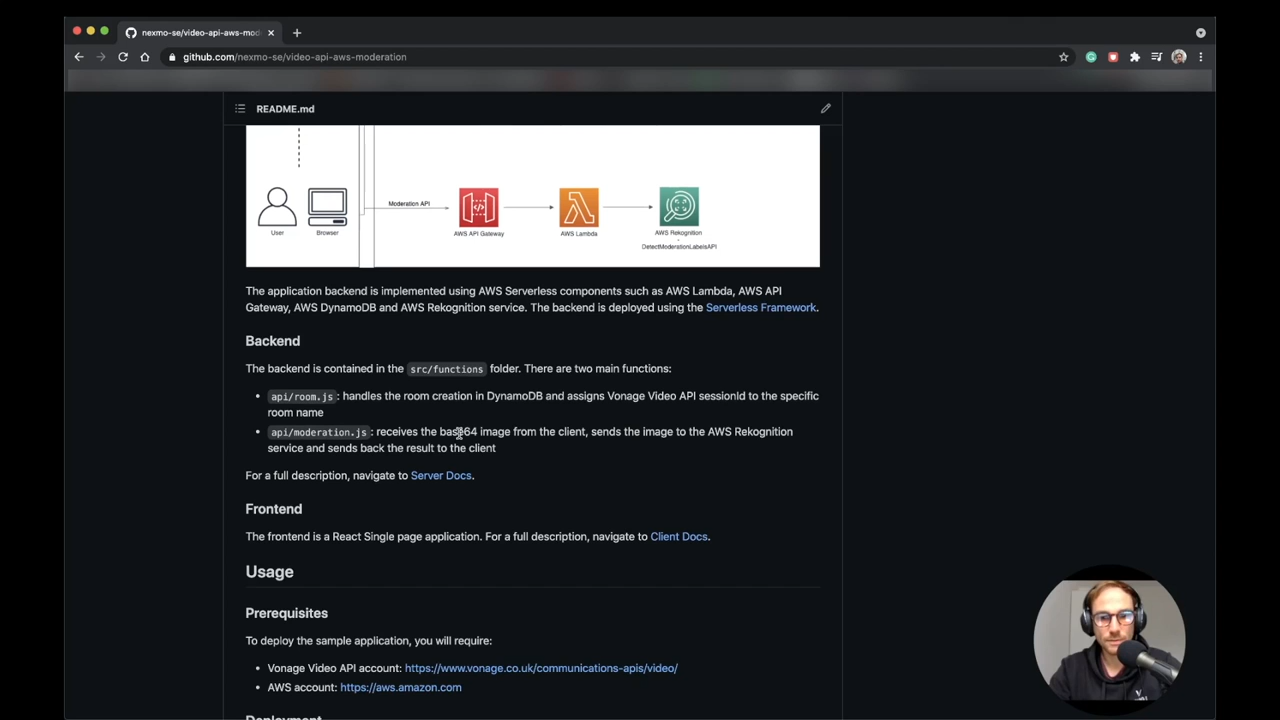 nexmo-se/video-api-aws-mod
github.com/nexmo-se/video-api-aws-moderation
README.md
Moderation API
User
Browser
AWS API Gateway
AWS Lambda
AWS Rekognition
-
DetectModerationLabelsAPI
The application backend is implemented using AWS Serverless components such as AWS Lambda, AWS API
Gateway, AWS DynamoDB and AWS Rekognition service. The backend is deployed using the Serverless Framework.
Backend
The backend is contained in the src/functions folder. There are two main functions:
• api/room.js: handles the room creation in DynamoDB and assigns Vonage Video API sessionId to the specific
room name
• api/moderation.js: receives the base64 image from the client, sends the image to the AWS Rekognition
service and sends back the result to the client
For a full description, navigate to Server Docs.
Frontend
The frontend is a React Single page application. For a full description, navigate to Client Docs.
Usage
Prerequisites
To deploy the sample application, you will require:
• Vonage Video API account: https://www.vonage.co.uk/communications-apis/video/
• AWS account: https://aws.amazon.com
Deployment